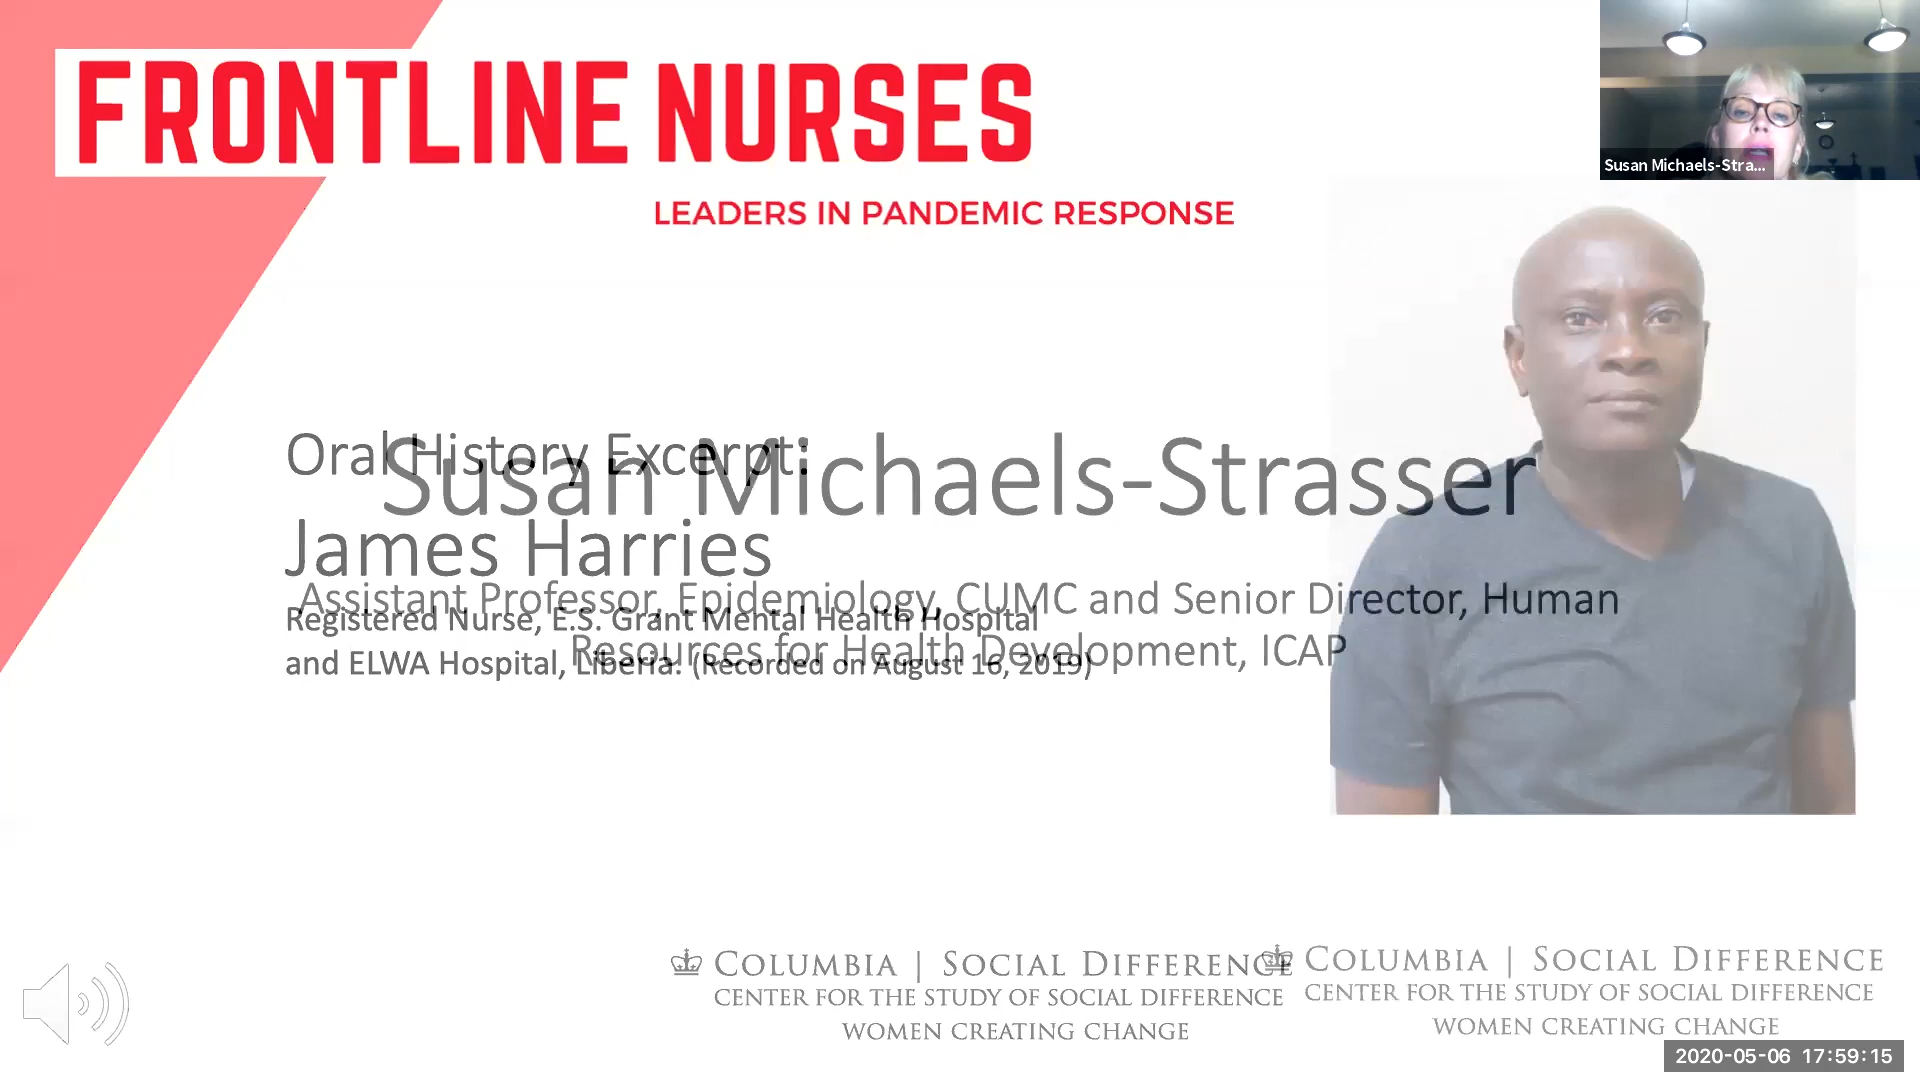 FRONTLINE NURSES
LEADERS IN PANDEMIC RESPONSE
Susan Michaels-Stra...
Oral History Excerpt:
Susan Michaels-Strasser
James Harries
Assistant Professor, Epidemiology, CUMC and Senior Director, Human
Resources for Health Development, ICAP
Registered Nurse, E.S. Grant Mental Health Hospital
and ELWA Hospital, Liberia. (Recorded on August 16, 2019)
COLUMBIA | SOCIAL DIFFERENCE
CENTER FOR THE STUDY OF SOCIAL DIFFERENCE
WOMEN CREATING CHANGE
COLUMBIA | SOCIAL DIFFERENCE
CENTER FOR THE STUDY OF SOCIAL DIFFERENCE
WOMEN CREATING CHANGE
2020-05-06 17:59:15